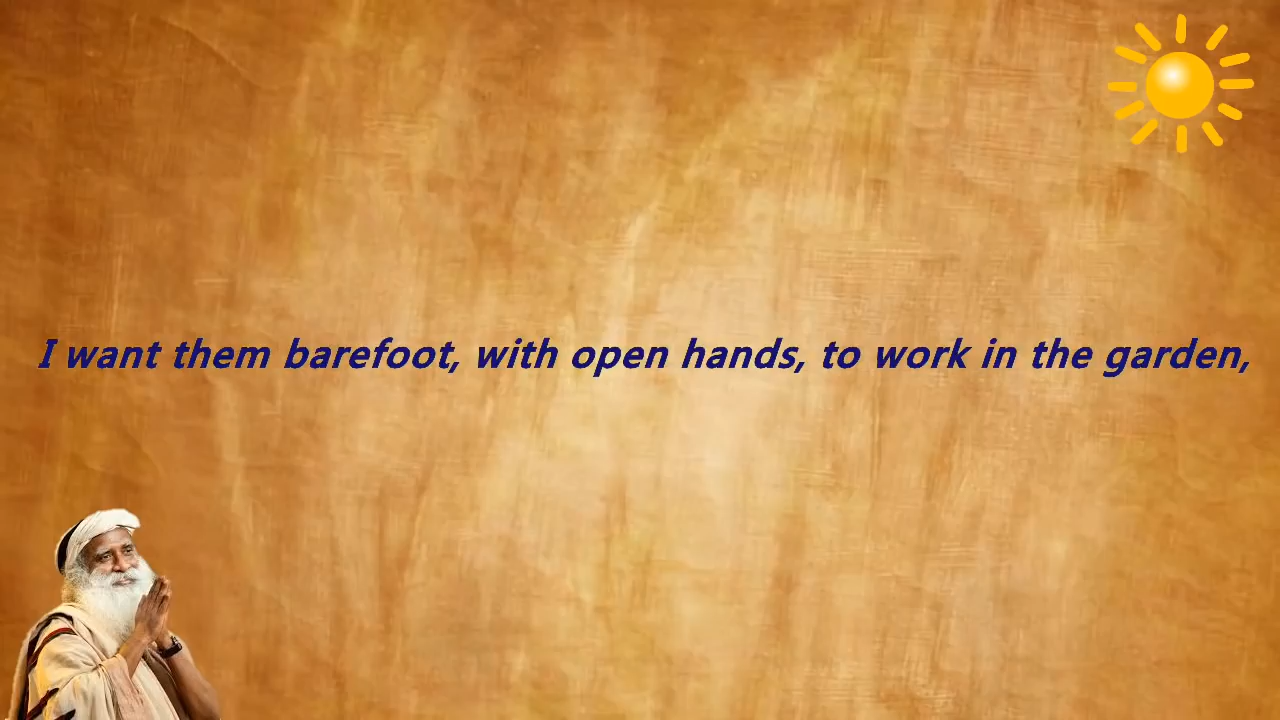 I want them barefoot, with open hands, to work in the garden,